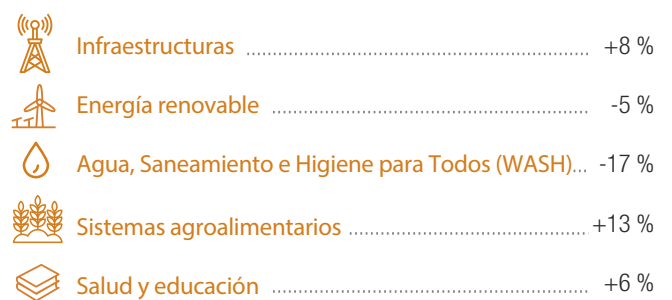 Infraestructuras ........................ +8 %
Energía renovable ........................ -5 %
Agua, Saneamiento e Higiene para Todos (WASH)... -17 %
Sistemas agroalimentarios ........................ +13 %
Salud y educación ........................ +6 %